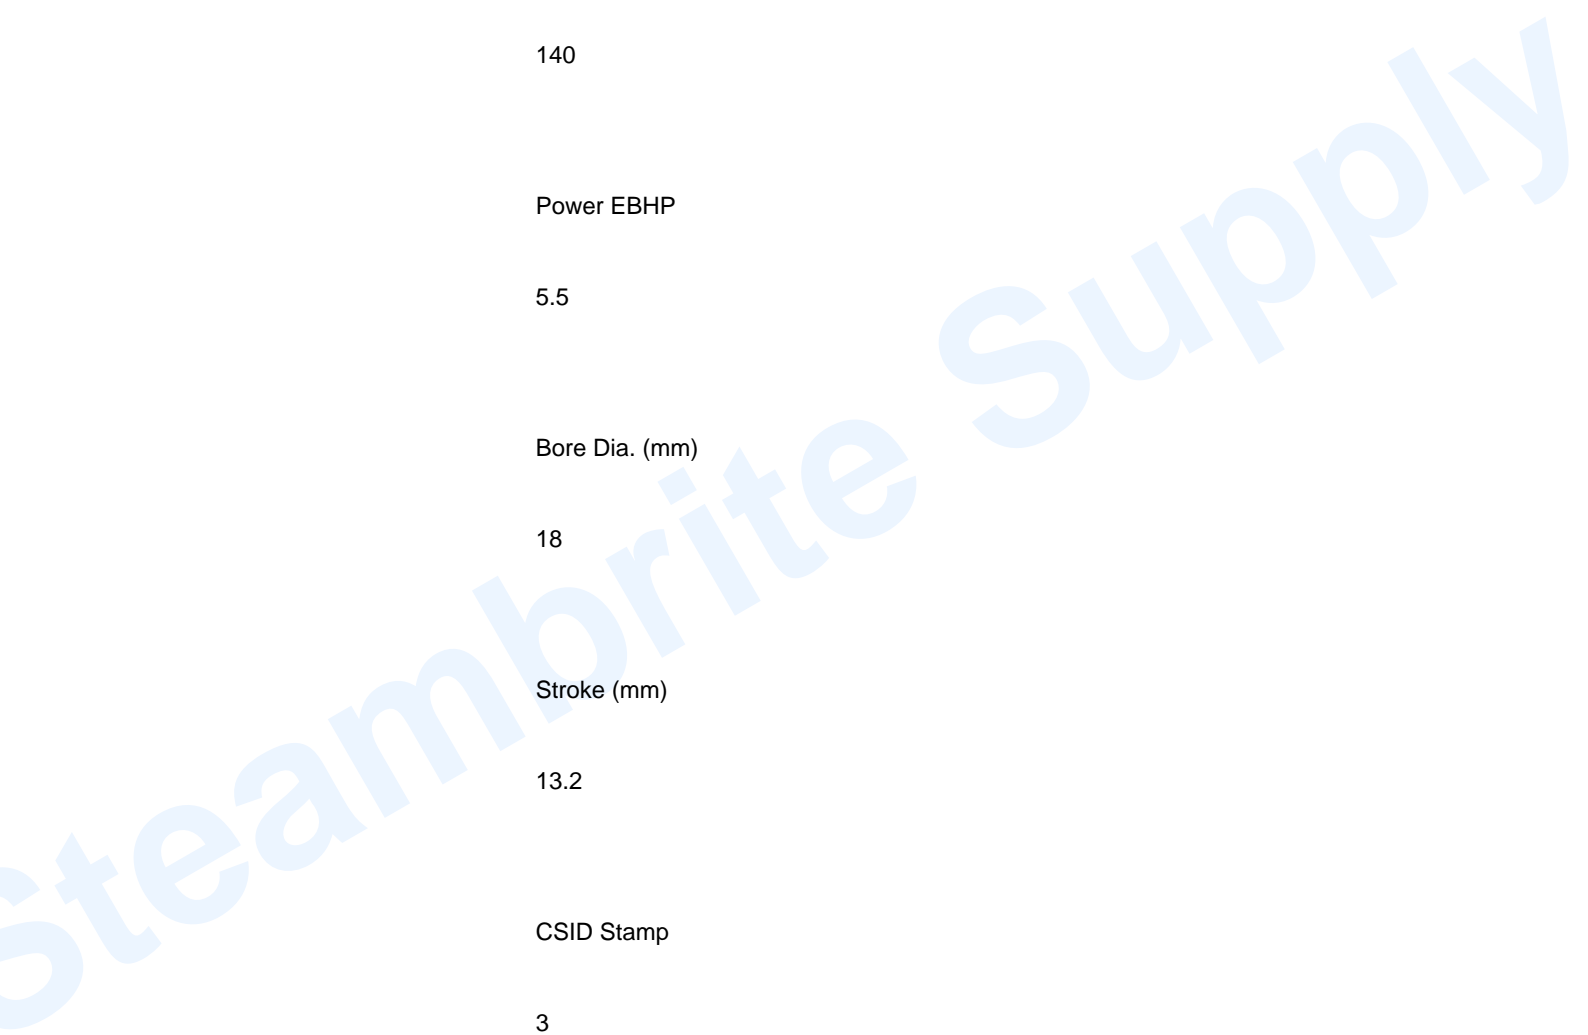 140
Power EBHP
5.5
Bore Dia. (mm)
18
Stroke (mm)
13.2
CSID Stamp
3
Steambrite Supply